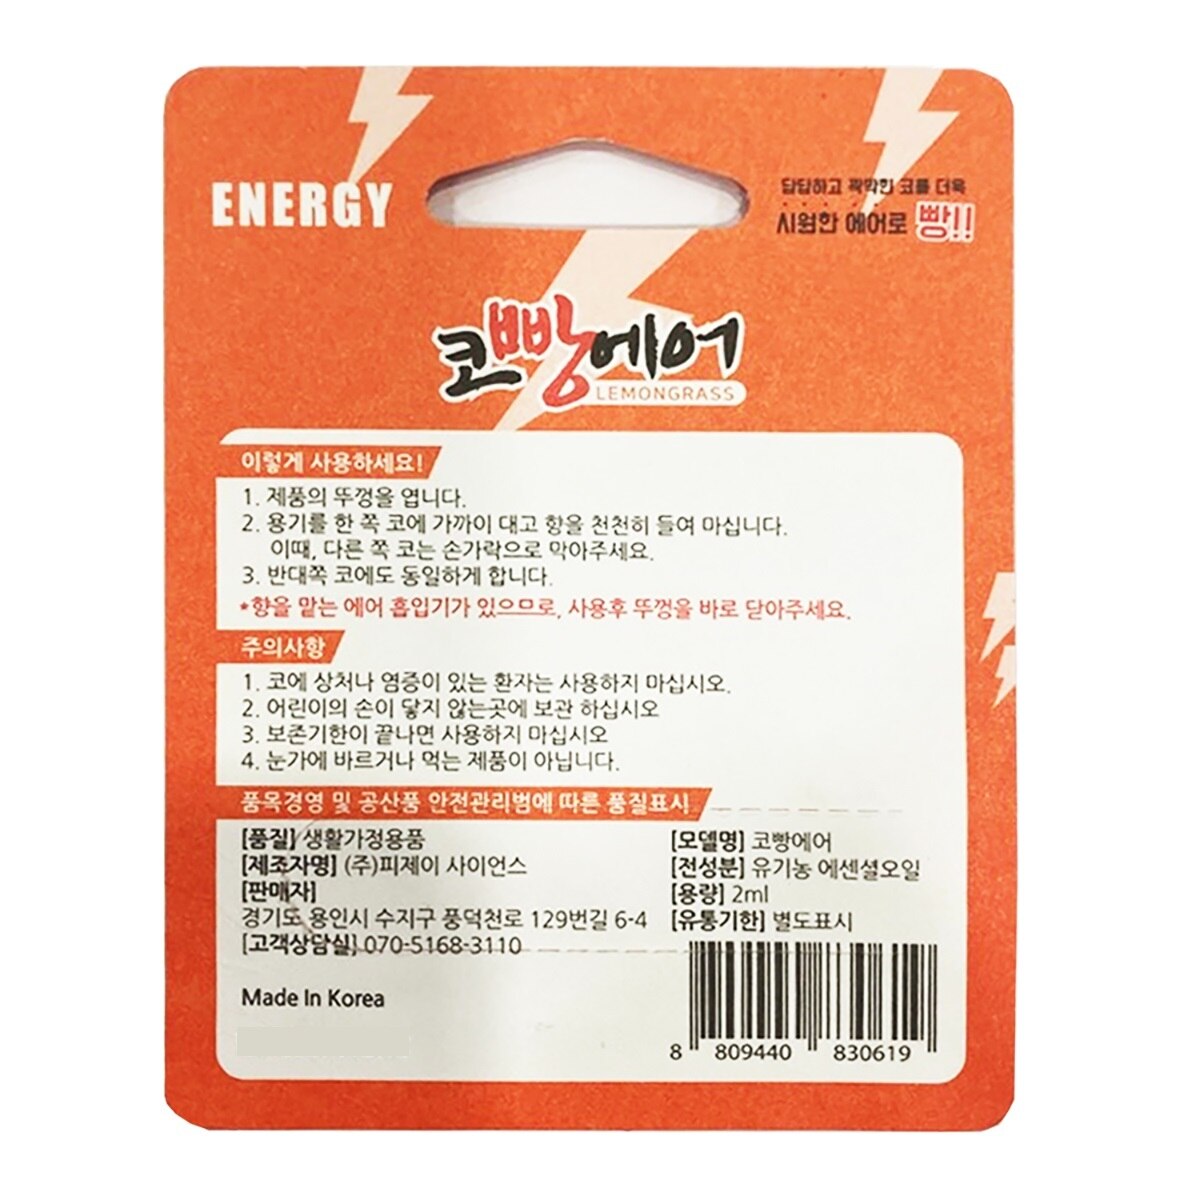 ENERGY
답답하고 꽉막힌 코를 더욱
시원한 에어로 빵!!
코빵에어
LEMONGRASS
이렇게 사용하세요!
1. 제품의 뚜껑을 엽니다.
2. 용기를 한 쪽 코에 가까이 대고 향을 천천히 들여 마십니다.
이때, 다른 쪽 코는 손가락으로 막아주세요.
3. 반대쪽 코에도 동일하게 합니다.
*향을 맡는 에어 흡입기가 있으므로, 사용후 뚜껑을 바로 닫아주세요.
주의사항
1. 코에 상처나 염증이 있는 환자는 사용하지 마십시오.
2. 어린이의 손이 닿지 않는곳에 보관 하십시오
3. 보존기한이 끝나면 사용하지 마십시오
4. 눈가에 바르거나 먹는 제품이 아닙니다.
품목경영 및 공산품 안전관리법에 따른 품질표시
[품질] 생활가정용품
[제조자명] (주)피제이 사이언스
[판매자]
경기도 용인시 수지구 풍덕천로 129번길 6-4
[고객상담실] 070-5168-3110
[모델명] 코빵에어
[전성분] 유기농 에센셜오일
[용량] 2ml
[유통기한] 별도표시
Made In Korea
8 809440 830619